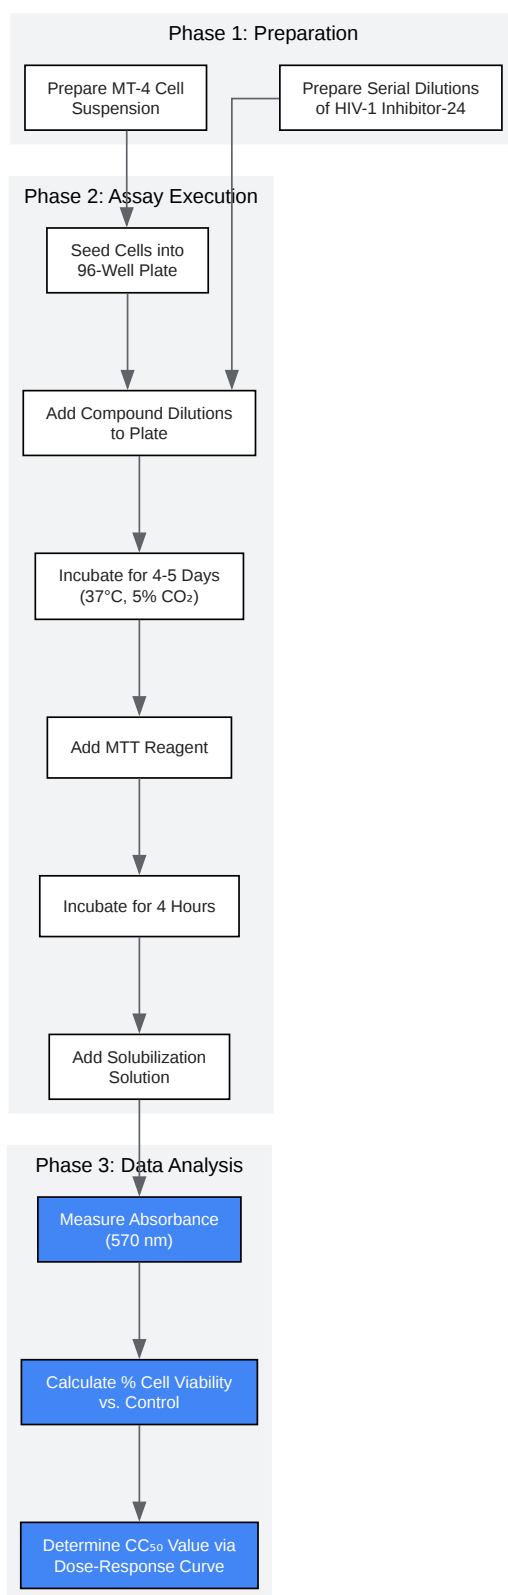 Phase 1: Preparation
Prepare MT-4 Cell
Suspension
Prepare Serial Dilutions
of HIV-1 Inhibitor-24
Phase 2: Assay Execution
Seed Cells into
96-Well Plate
Add Compound Dilutions
to Plate
Incubate for 4-5 Days
(37°C, 5% CO₂)
Add MTT Reagent
Incubate for 4 Hours
Add Solubilization
Solution
Phase 3: Data Analysis
Measure Absorbance
(570 nm)
Calculate % Cell Viability
vs. Control
Determine CC₅₀ Value via
Dose-Response Curve